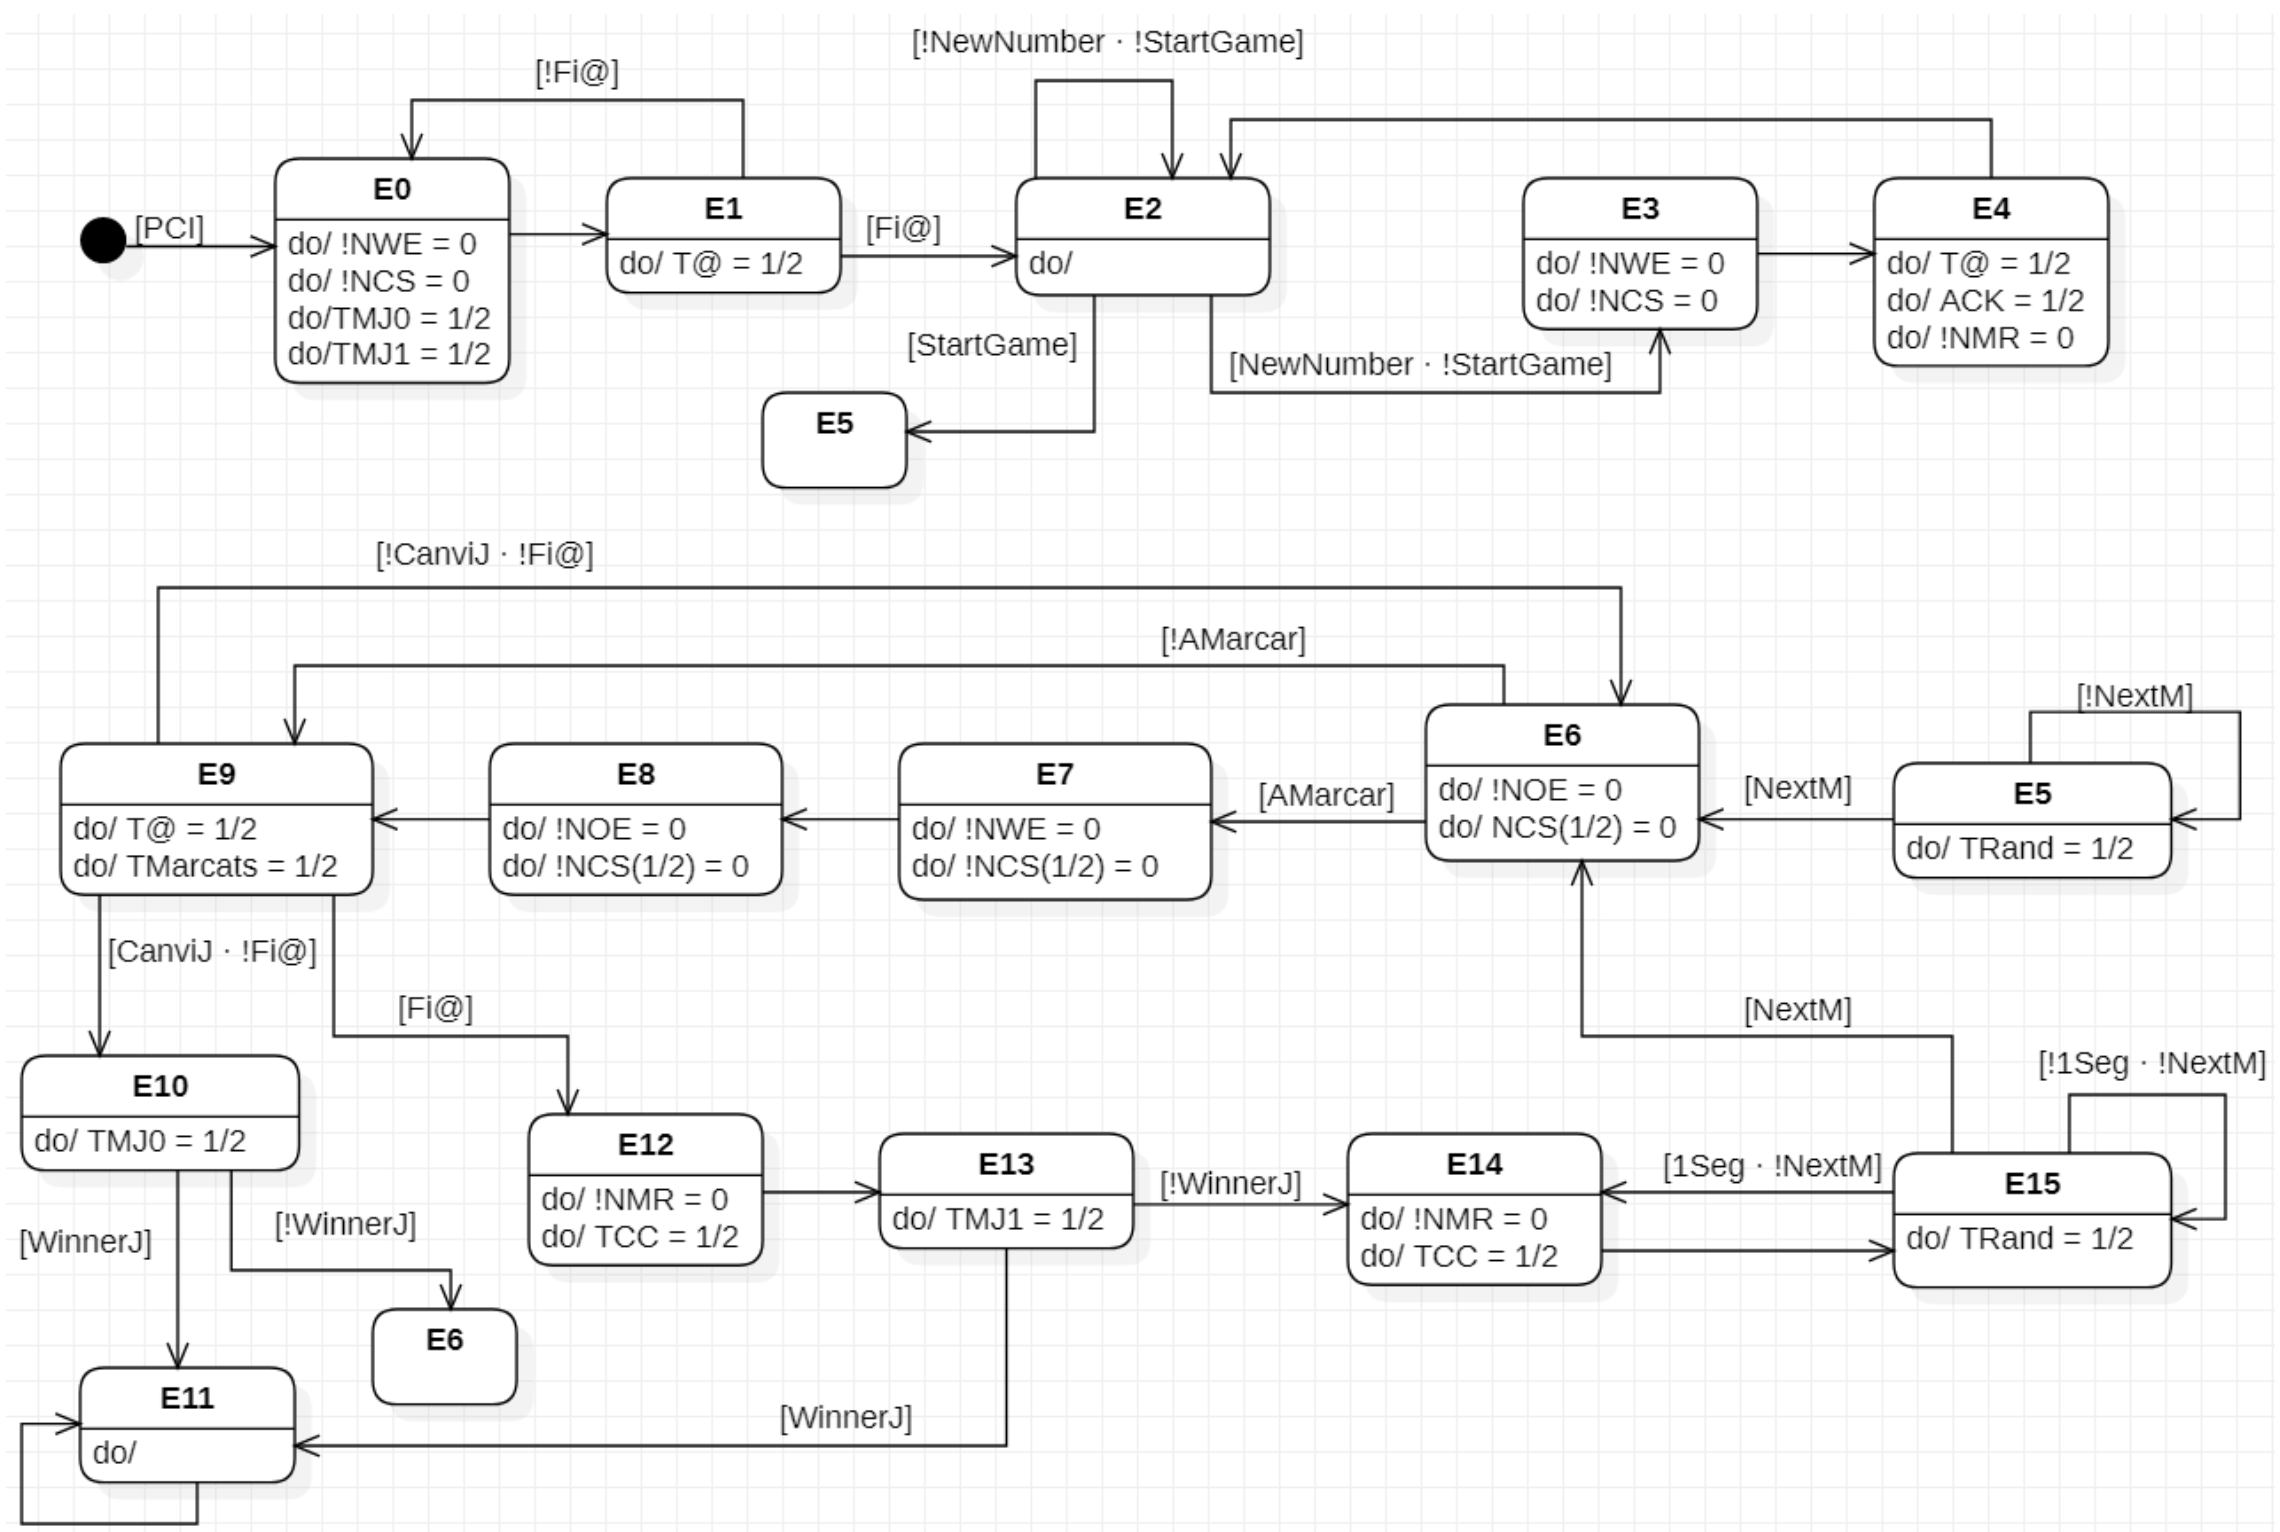 [!NewNumber · !StartGame]
[!Fi@]
[PCI]
E0
do/ !NWE = 0
do/ !NCS = 0
do/TMJ0 = 1/2
do/TMJ1 = 1/2
E1
do/ T@ = 1/2
[Fi@]
E2
do/
E3
do/ !NWE = 0
do/ !NCS = 0
E4
do/ T@ = 1/2
do/ ACK = 1/2
do/ !NMR = 0
[StartGame]
[NewNumber · !StartGame]
E5
[!CanviJ · !Fi@]
[!AMarcar]
[!NextM]
E9
do/ T@ = 1/2
do/ TMarcats = 1/2
E8
do/ !NOE = 0
do/ !NCS(1/2) = 0
E7
do/ !NWE = 0
do/ !NCS(1/2) = 0
[AMarcar]
E6
do/ !NOE = 0
do/ NCS(1/2) = 0
[NextM]
E5
do/ TRand = 1/2
[CanviJ · !Fi@]
[Fi@]
[NextM]
[!1Seg · !NextM]
E10
do/ TMJ0 = 1/2
E12
do/ !NMR = 0
do/ TCC = 1/2
E13
do/ TMJ1 = 1/2
[!WinnerJ]
E14
do/ !NMR = 0
do/ TCC = 1/2
[1Seg · !NextM]
E15
do/ TRand = 1/2
[WinnerJ]
[!WinnerJ]
E6
E11
do/
[WinnerJ]